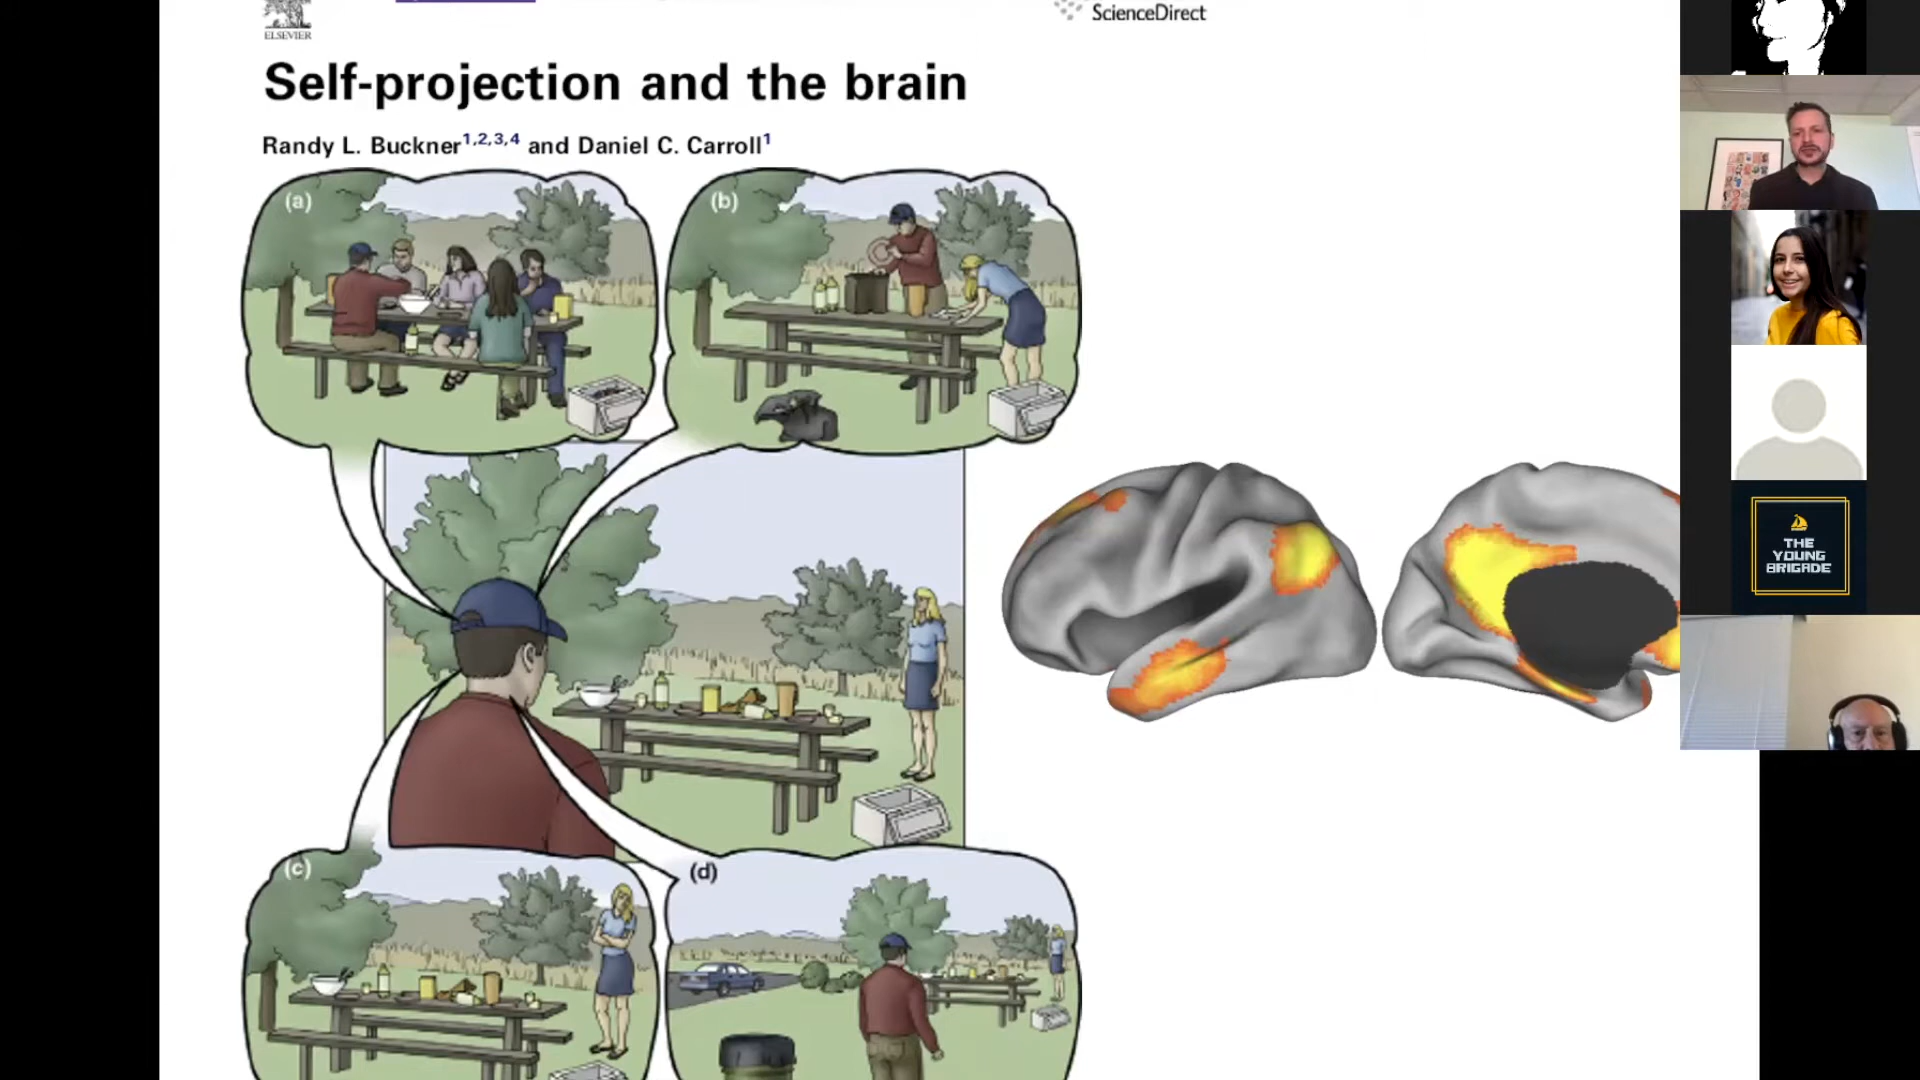 ELSEVIER
ScienceDirect
Self-projection and the brain
Randy L. Buckner1,2,3,4 and Daniel C. Carroll1
(a)
(b)
(c)
(d)
THE
YOUNG
BRIGADE